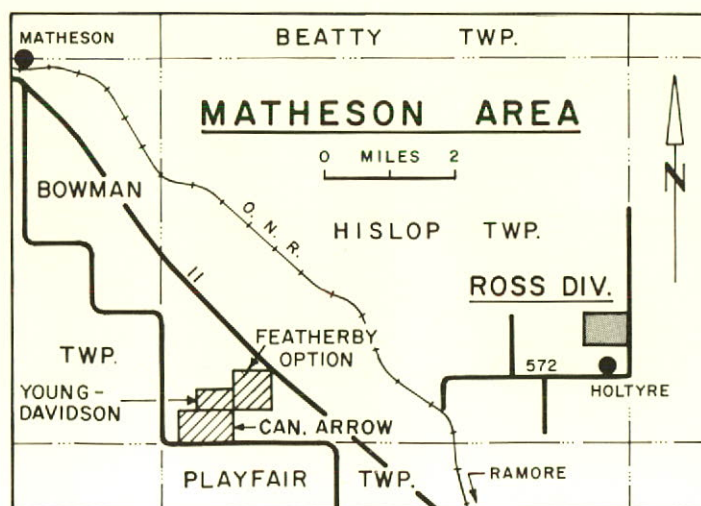 MATHESON
BEATTY TWP.
MATHESON AREA
0 MILES 2
N
BOWMAN
O. N. R.
HISLOP TWP.
11
ROSS DIV.
FEATHERBY
OPTION
TWP.
572
YOUNG-
DAVIDSON
HOLTYRE
CAN. ARROW
PLAYFAIR TWP.
RAMORE